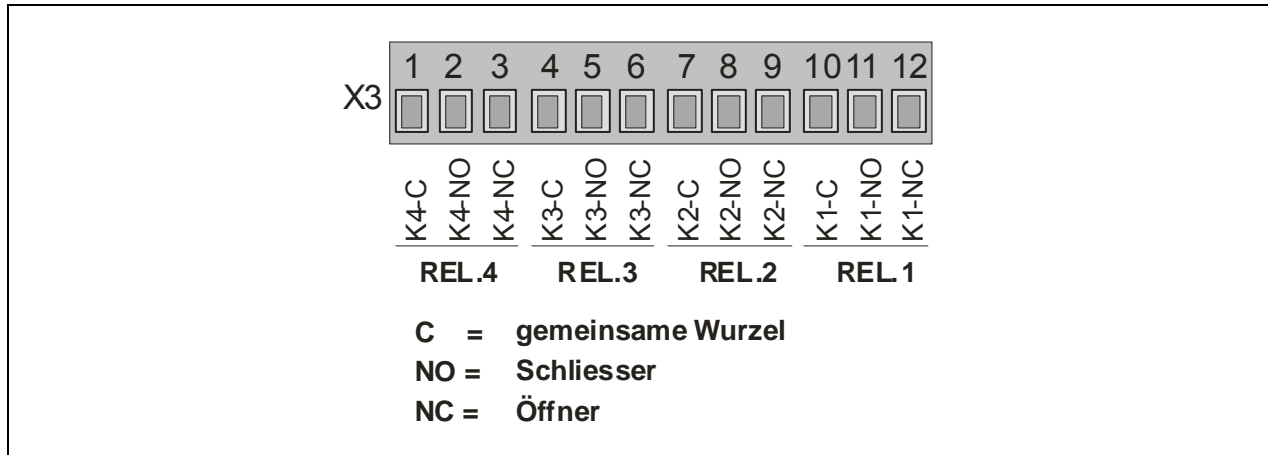 1 2 3 4 5 6 7 8 9 10 11 12
X3
K4-C K4-NO K4-NC K3-C K3-NO K3-NC K2-C K2-NO K2-NC K1-C K1-NO K1-NC
REL.4 REL.3 REL.2 REL.1
C = gemeinsame Wurzel
NO = Schliesser
NC = Öffner